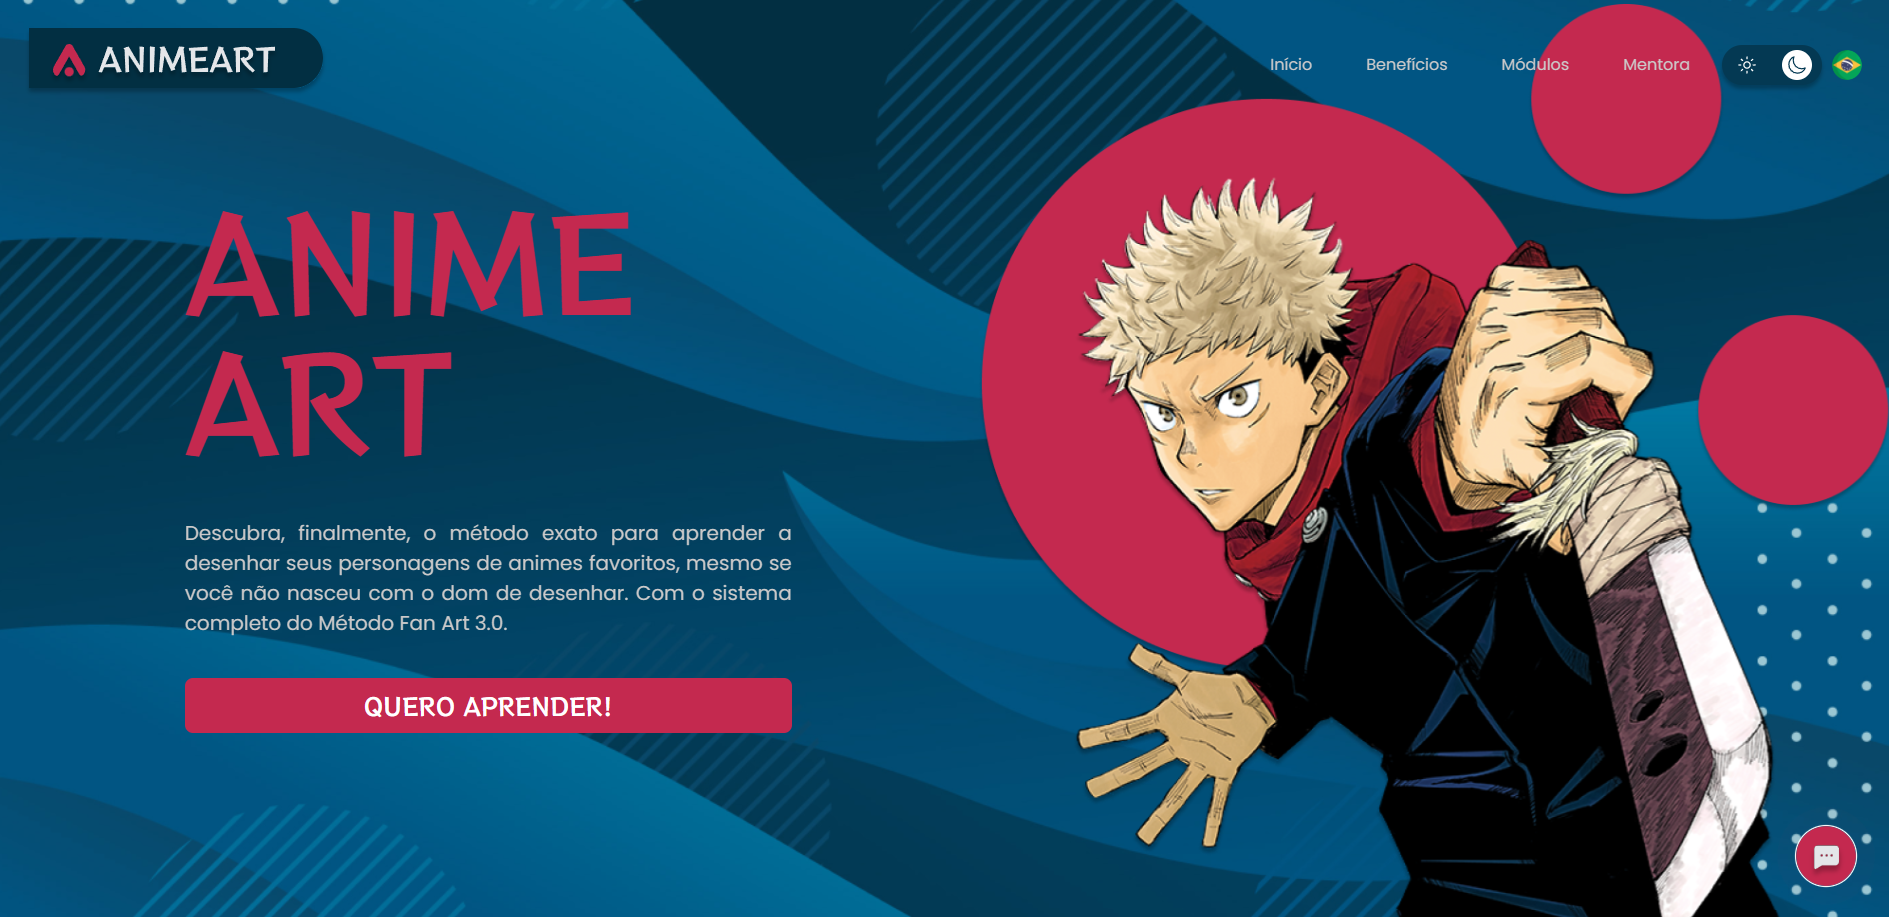 ANIMEART
Início
Benefícios
Módulos
Mentora
ANIME
ART
Descubra, finalmente, o método exato para aprender a
desenhar seus personagens de animes favoritos, mesmo se
você não nasceu com o dom de desenhar. Com o sistema
completo do Método Fan Art 3.0.
QUERO APRENDER!